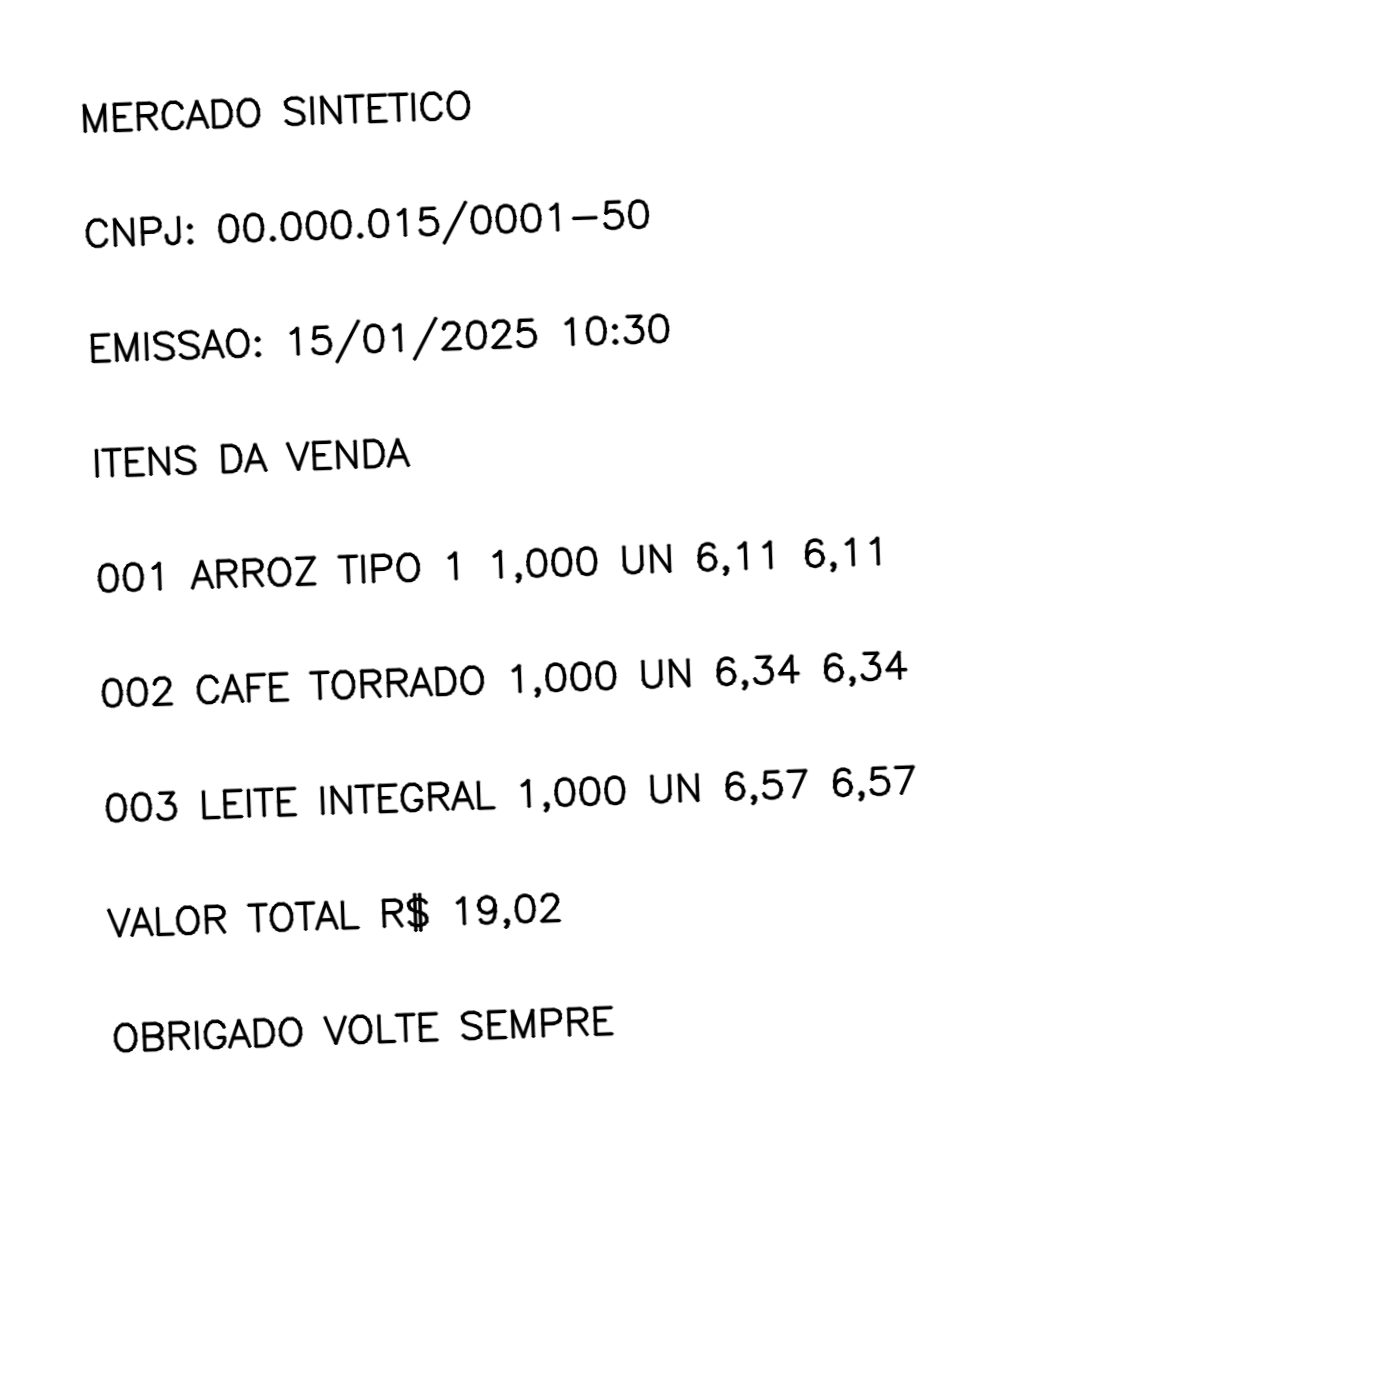 MERCADO SINTETICO
CNPJ: 00.000.015/0001-50
EMISSAO: 15/01/2025 10:30
ITENS DA VENDA
001 ARROZ TIPO 1 1,000 UN 6,11 6,11
002 CAFE TORRADO 1,000 UN 6,34 6,34
003 LEITE INTEGRAL 1,000 UN 6,57 6,57
VALOR TOTAL R$ 19,02
OBRIGADO VOLTE SEMPRE